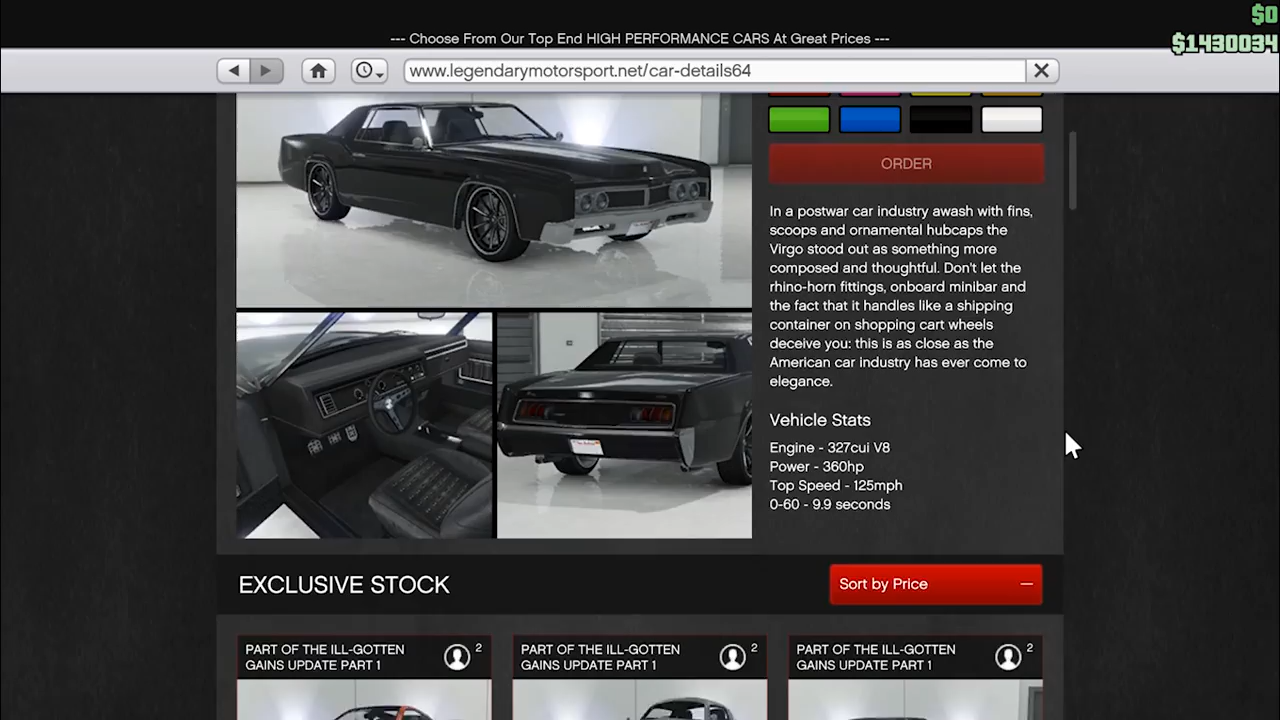 $0
--- Choose From Our Top End HIGH PERFORMANCE CARS At Great Prices ---
$1430034
www.legendarymotorsport.net/car-details64
ORDER
In a postwar car industry awash with fins,
scoops and ornamental hubcaps the
Virgo stood out as something more
composed and thoughtful. Don't let the
rhino-horn fittings, onboard minibar and
the fact that it handles like a shipping
container on shopping cart wheels
deceive you: this is as close as the
American car industry has ever come to
elegance.
Vehicle Stats
Engine - 327cui V8
Power - 360hp
Top Speed - 125mph
0-60 - 9.9 seconds
EXCLUSIVE STOCK
Sort by Price
PART OF THE ILL-GOTTEN
GAINS UPDATE PART 1
2
PART OF THE ILL-GOTTEN
GAINS UPDATE PART 1
2
PART OF THE ILL-GOTTEN
GAINS UPDATE PART 1
2